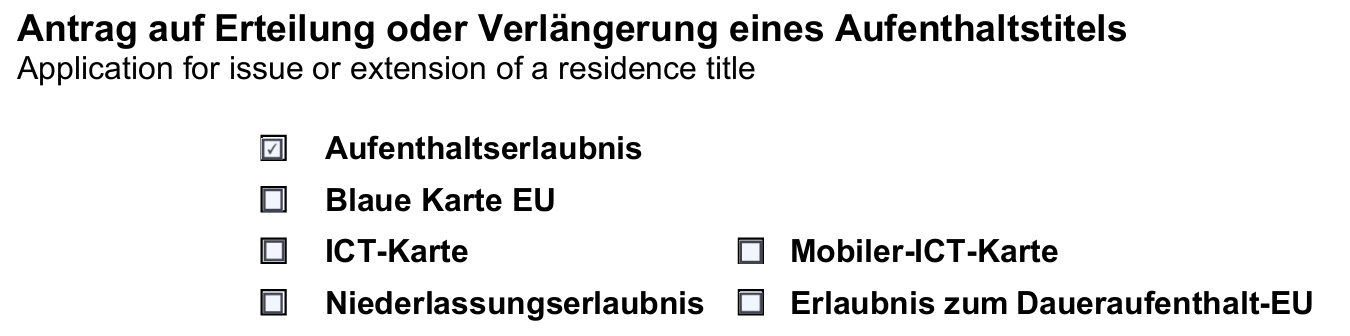 Antrag auf Erteilung oder Verlängerung eines Aufenthaltstitels
Application for issue or extension of a residence title
☑ Aufenthaltserlaubnis
☐ Blaue Karte EU
☐ ICT-Karte ☐ Mobiler-ICT-Karte
☐ Niederlassungserlaubnis ☐ Erlaubnis zum Daueraufenthalt-EU